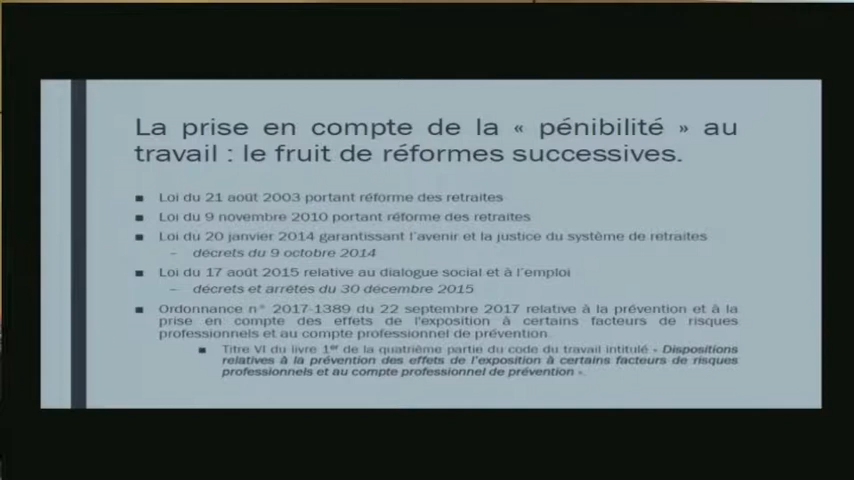 La prise en compte de la « pénibilité » au
travail : le fruit de réformes successives.
■ Loi du 21 août 2003 portant réforme des retraites
■ Loi du 9 novembre 2010 portant réforme des retraites
■ Loi du 20 janvier 2014 garantissant l'avenir et la justice du système de retraites
– décrets du 9 octobre 2014
■ Loi du 17 août 2015 relative au dialogue social et à l'emploi
– décrets et arrêtés du 30 décembre 2015
■ Ordonnance n° 2017-1389 du 22 septembre 2017 relative à la prévention et à la
prise en compte des effets de l'exposition à certains facteurs de risques
professionnels et au compte professionnel de prévention.
■ Titre VI du livre 1er de la quatrième partie du code du travail intitulé « Dispositions
relatives à la prévention des effets de l'exposition à certains facteurs de risques
professionnels et au compte professionnel de prévention ».